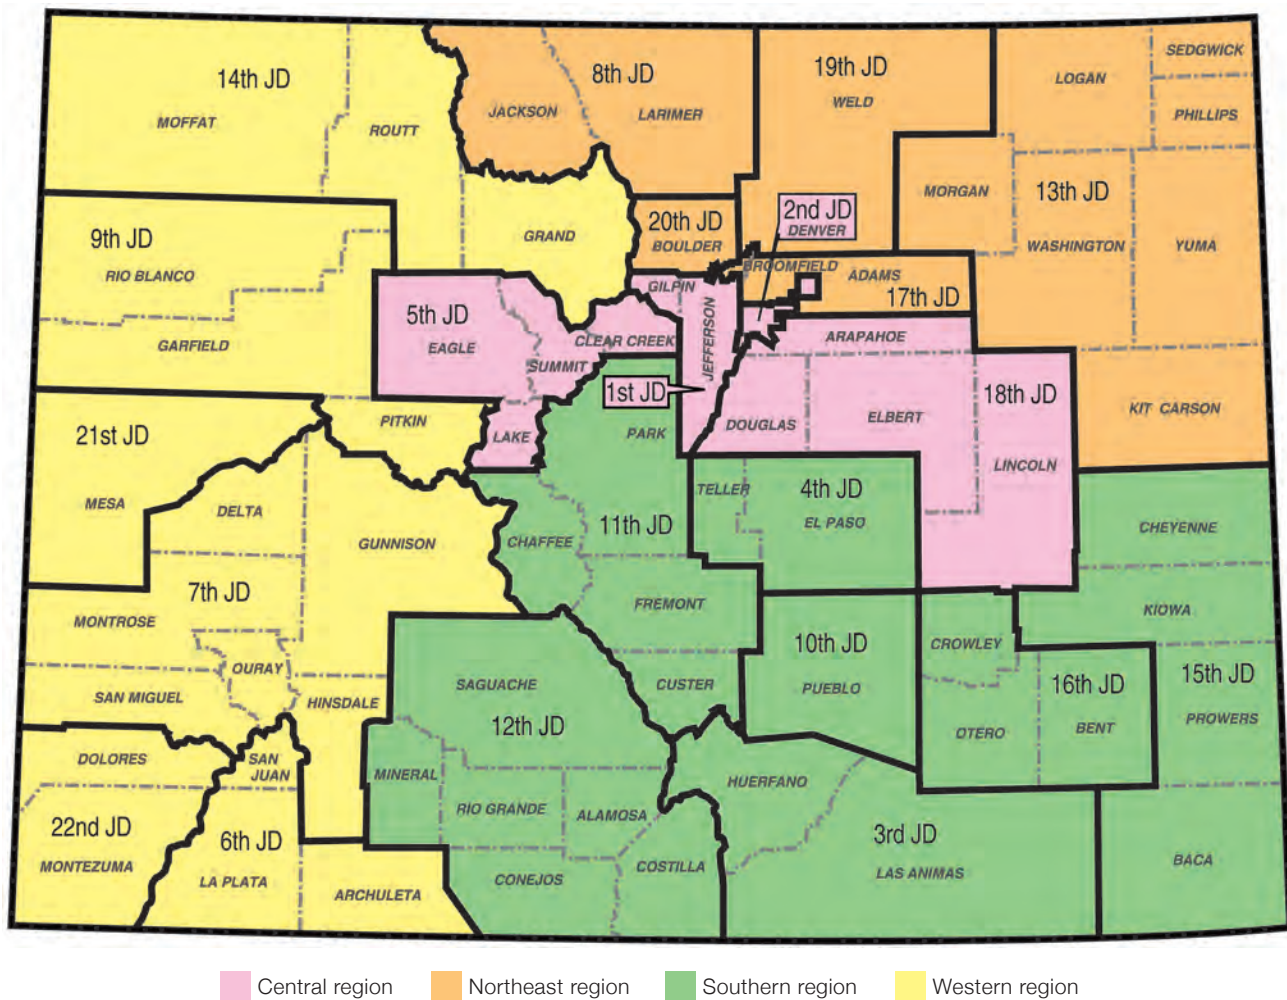 14th JD
MOFFAT
ROUTT
JACKSON
8th JD
LARIMER
19th JD
WELD
LOGAN
SEDGWICK
PHILLIPS
MORGAN
13th JD
WASHINGTON
YUMA
9th JD
RIO BLANCO
GARFIELD
GRAND
20th JD
BOULDER
2nd JD
DENVER
BROOMFIELD
ADAMS
17th JD
GILPIN
5th JD
EAGLE
SUMMIT
CLEAR CREEK
JEFFERSON
1st JD
ARAPAHOE
DOUGLAS
ELBERT
18th JD
LINCOLN
KIT CARSON
21st JD
MESA
PITKIN
LAKE
PARK
DELTA
GUNNISON
CHAFFEE
11th JD
TELLER
4th JD
EL PASO
CHEYENNE
7th JD
MONTROSE
OURAY
SAN MIGUEL
HINSDALE
FREMONT
CUSTER
10th JD
PUEBLO
CROWLEY
KIOWA
OTERO
16th JD
BENT
15th JD
PROWERS
SAGUACHE
12th JD
DOLORES
SAN
JUAN
MINERAL
RIO GRANDE
ALAMOSA
HUERFANO
22nd JD
MONTEZUMA
6th JD
LA PLATA
ARCHULETA
CONEJOS
COSTILLA
3rd JD
LAS ANIMAS
BACA
Central region
Northeast region
Southern region
Western region